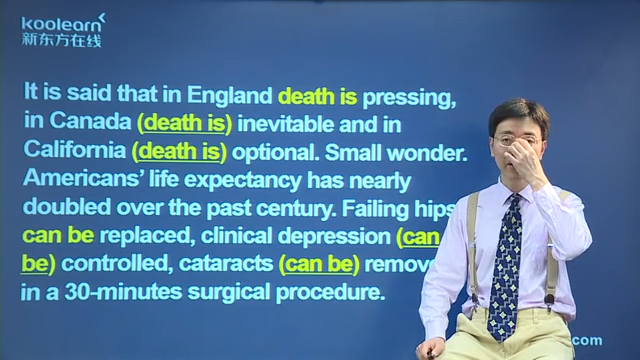 koolearn
新东方在线
It is said that in England death is pressing,
in Canada (death is) inevitable and in
California (death is) optional. Small wonder.
Americans' life expectancy has nearly
doubled over the past century. Failing hips
can be replaced, clinical depression (can
be) controlled, cataracts (can be) remove
in a 30-minutes surgical procedure.
.com